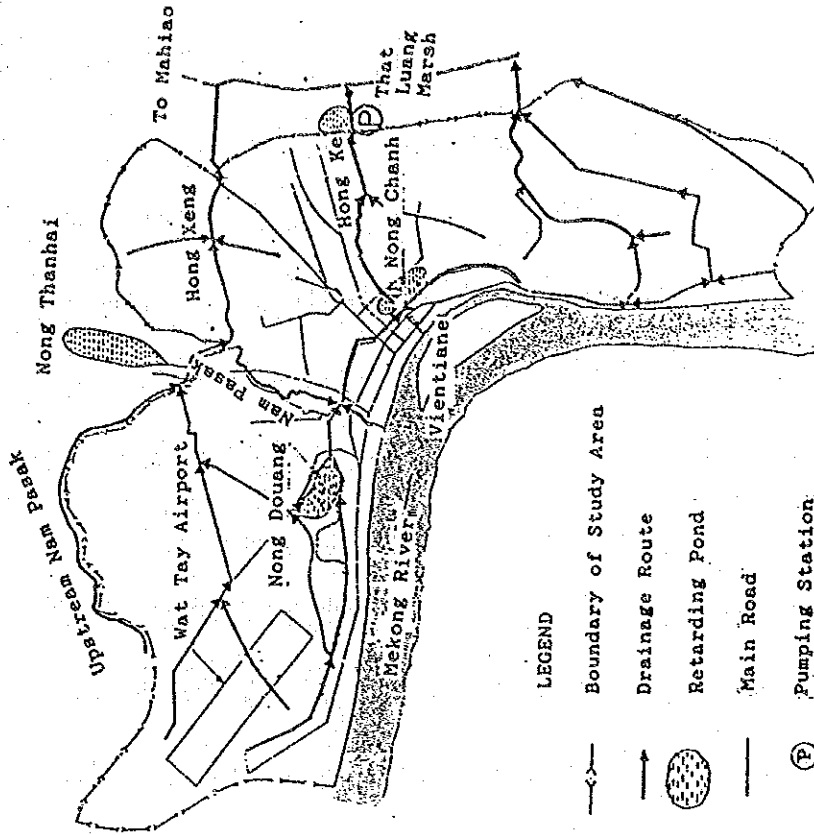 To Mahiao
Nong Thanhai
Hong Xeng
Upstream Nam Pasak
Nam Pasak
Wat Tay Airport
Hong Ke
P
That
Luang
Marsh
Nong Chanh
Nong Douang
Vientiane
Mekong River
LEGEND
Boundary of Study Area
Drainage Route
Retarding Pond
Main Road
P Pumping Station